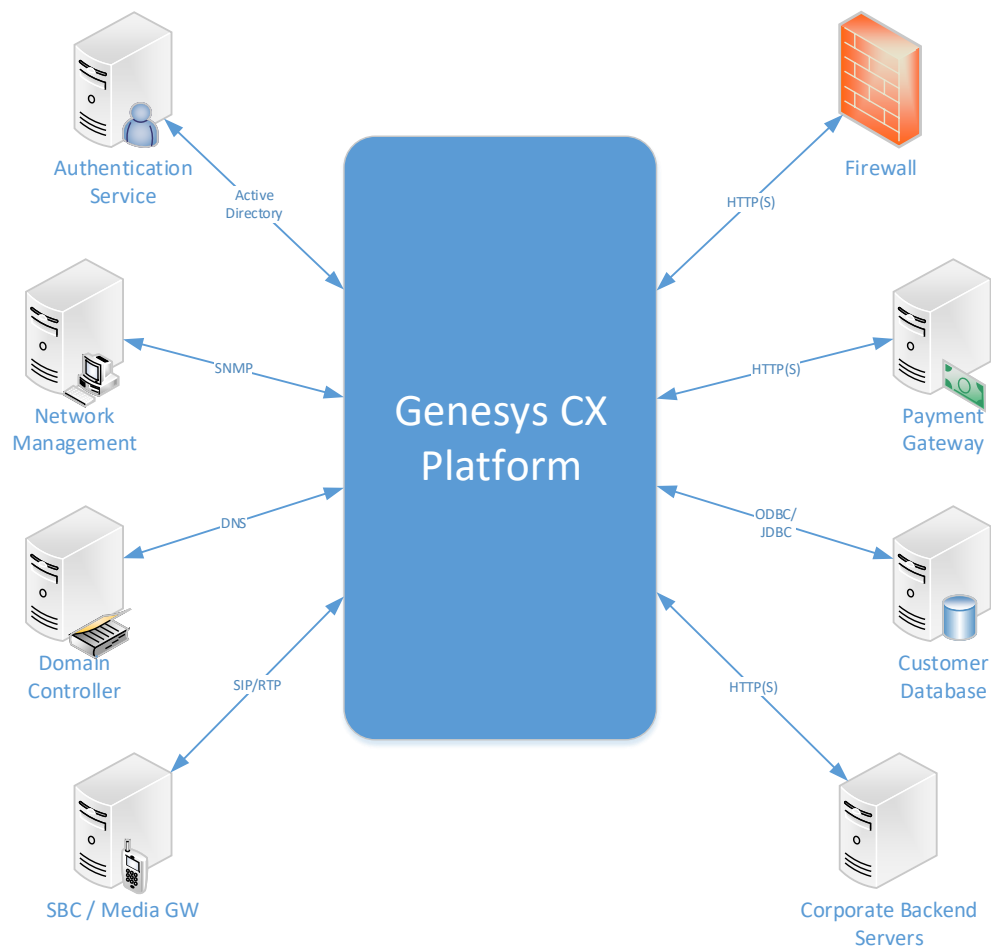 Authentication
Service
Firewall
Active
Directory
HTTP(S)
SNMP
HTTP(S)
Network
Management
Genesys CX
Platform
Payment
Gateway
DNS
ODBC/
JDBC
Domain
Controller
Customer
Database
SIP/RTP
HTTP(S)
SBC / Media GW
Corporate Backend
Servers